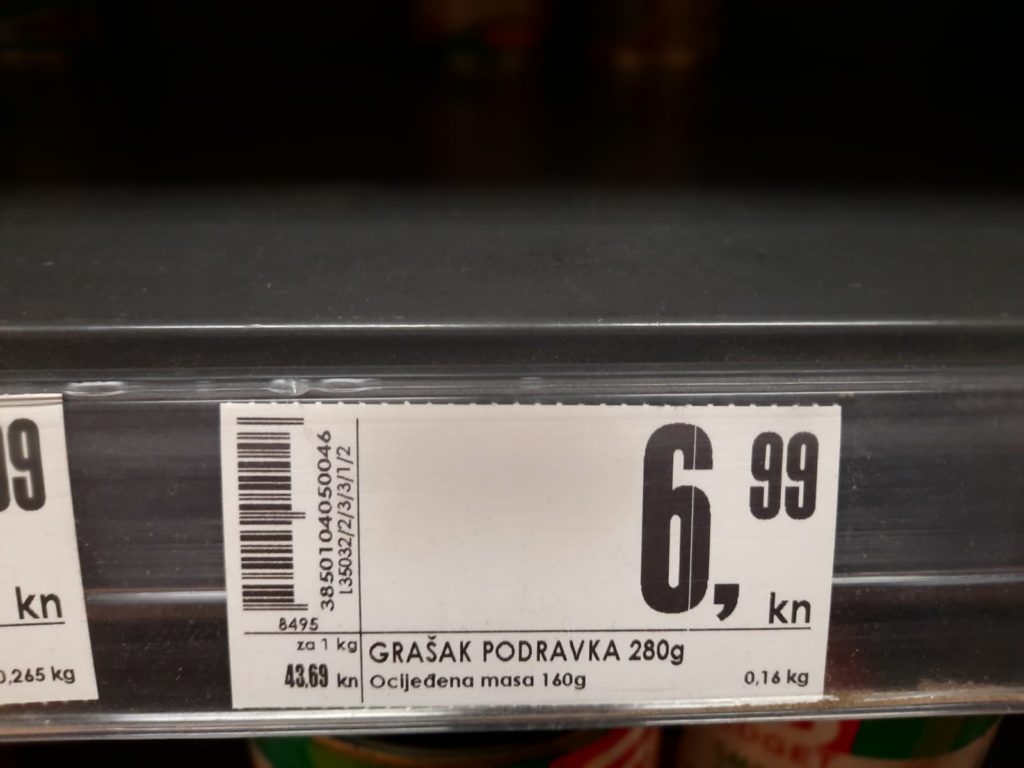 99
kn
0,265 kg
3850104050046
L35032/2/3/3/1/2
8495
6,99
kn
za 1 kg
43,69 kn
GRAŠAK PODRAVKA 280g
Ocijeđena masa 160g
0,16 kg